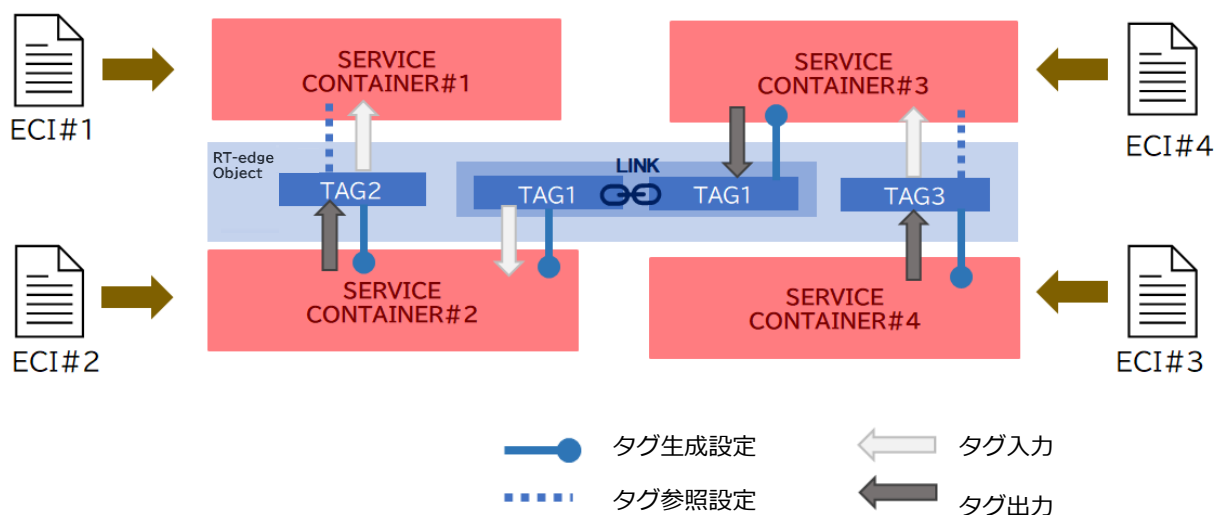 ECI#1
SERVICE
CONTAINER#1
SERVICE
CONTAINER#3
ECI#4
RT-edge
Object
TAG2
TAG1
LINK
TAG1
TAG3
ECI#2
SERVICE
CONTAINER#2
SERVICE
CONTAINER#4
ECI#3
タグ生成設定
タグ入力
タグ参照設定
タグ出力